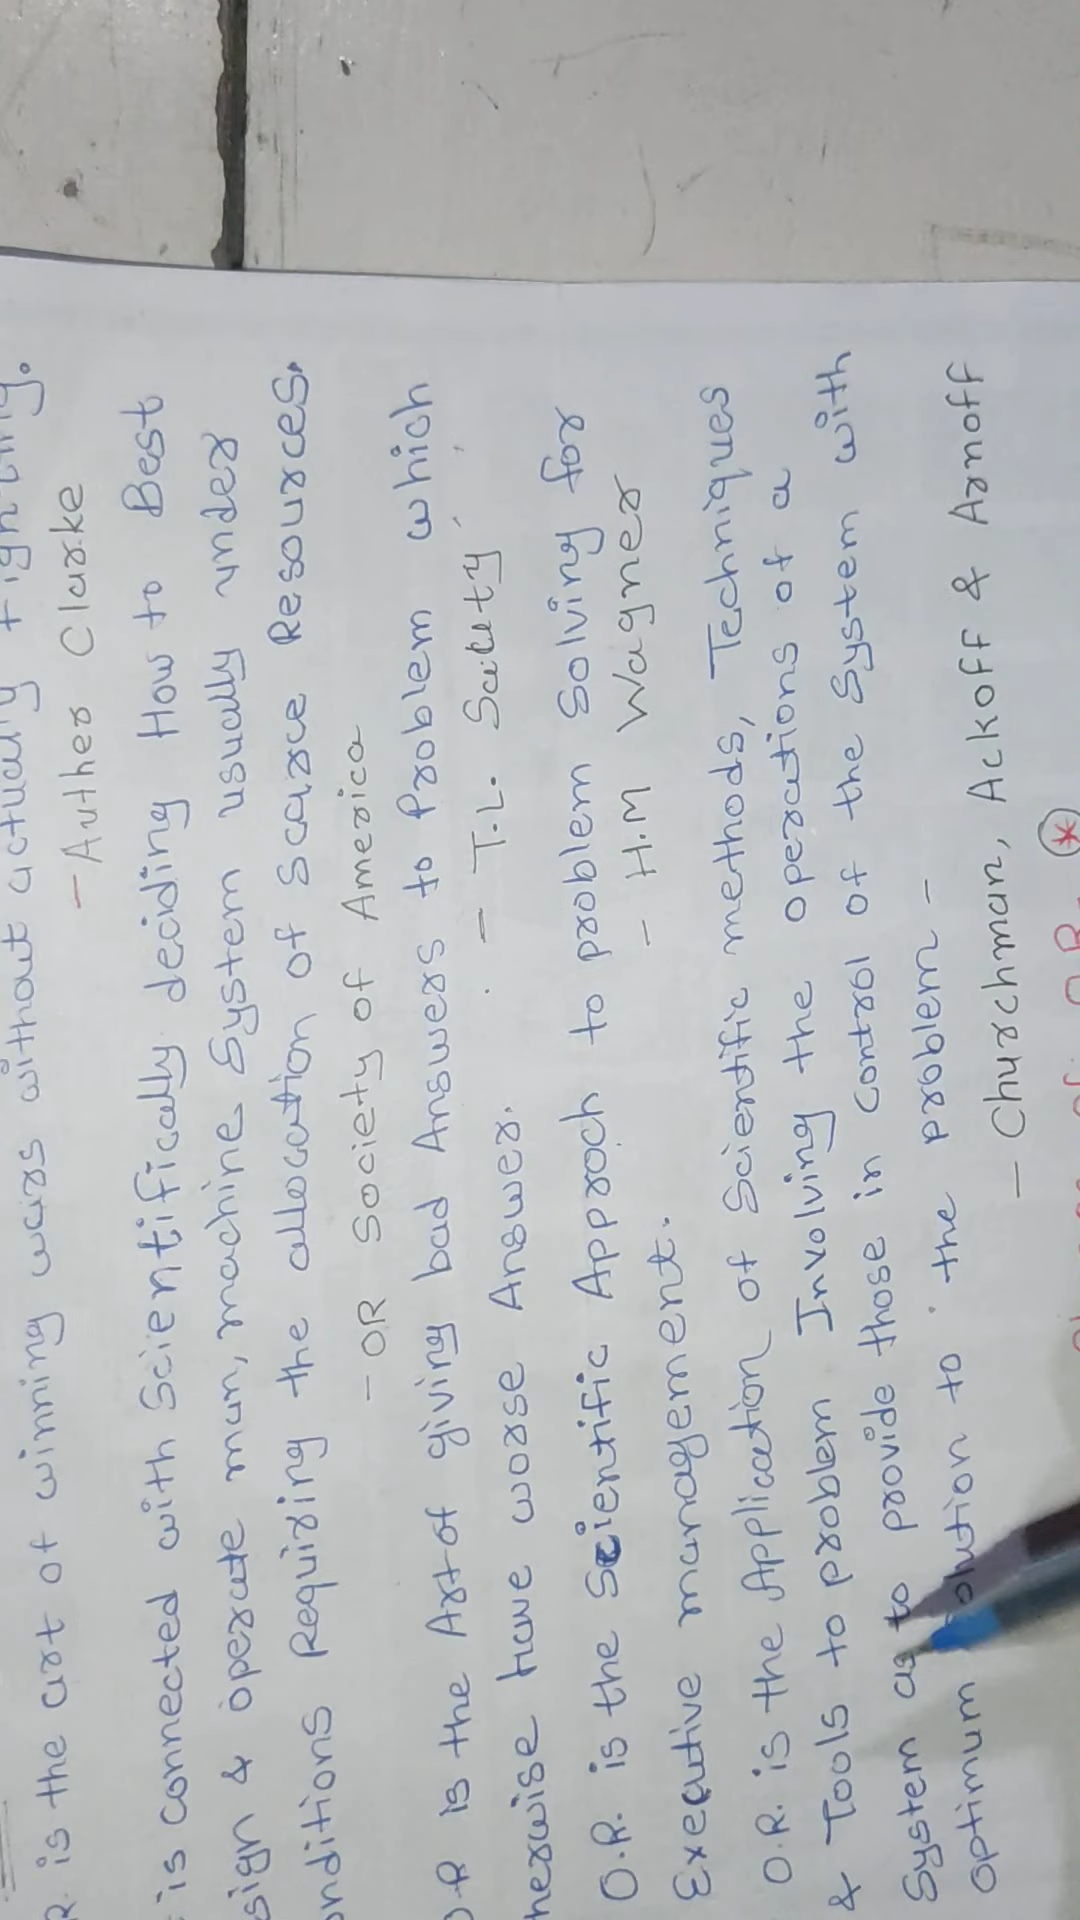 R is the art of winning wars without actually fighting.
- Auther Clarke
is connected with Scientifically deciding How to Best
sign & operate man, machine System usually under
onditions Requiring the allocation of Scarce Resources.
- OR Society of America
O.R is the Art of giving bad Answers to Problem which
herwise have worse Answer. - T.L. Saaty
O.R. is the Scientific Approch to problem Solving for
Executive management. - H.M Wagner
O.R. is the Application of Scientific methods, Techniques
& Tools to problem Involving the operations of a
System as to provide those in control of the System with
optimum solution to the problem -
- Churchman, Ackoff & Arnoff
of OR - *